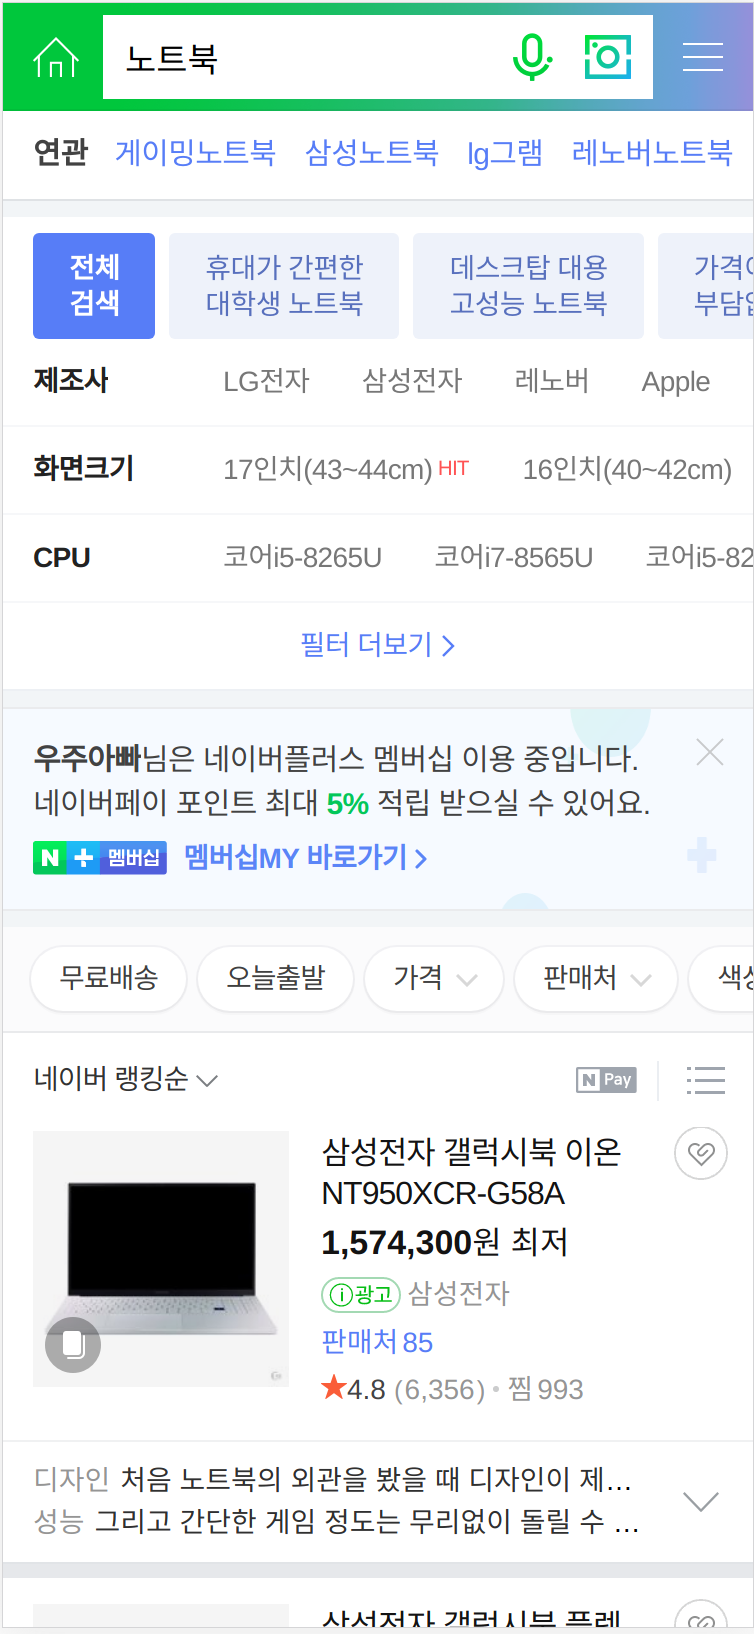 노트북
연관 게이밍노트북 삼성노트북 lg그램 레노버노트북
전체
검색
휴대가 간편한
대학생 노트북
데스크탑 대용
고성능 노트북
제조사 LG전자 삼성전자 레노버 Apple
화면크기 17인치(43~44cm) HIT 16인치(40~42cm)
CPU 코어i5-8265U 코어i7-8565U 코어i5-82
필터 더보기
우주아빠님은 네이버플러스 멤버십 이용 중입니다.
네이버페이 포인트 최대 5% 적립 받으실 수 있어요.
N + 멤버십 멤버십MY 바로가기
무료배송 오늘출발 가격 판매처
네이버 랭킹순 N Pay
삼성전자 갤럭시북 이온
NT950XCR-G58A
1,574,300원 최저
광고 삼성전자
판매처 85
4.8 (6,356) 찜 993
디자인 처음 노트북의 외관을 봤을 때 디자인이 제...
성능 그리고 간단한 게임 정도는 무리없이 돌릴 수 ...
삼성전자 갤럭시북 플렉